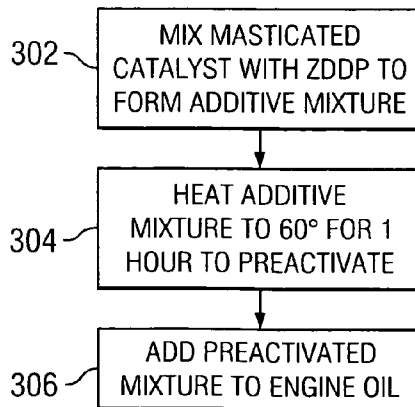 302
MIX MASTICATED
CATALYST WITH ZDDP TO
FORM ADDITIVE MIXTURE
304
HEAT ADDITIVE
MIXTURE TO 60° FOR 1
HOUR TO PREACTIVATE
306
ADD PREACTIVATED
MIXTURE TO ENGINE OIL